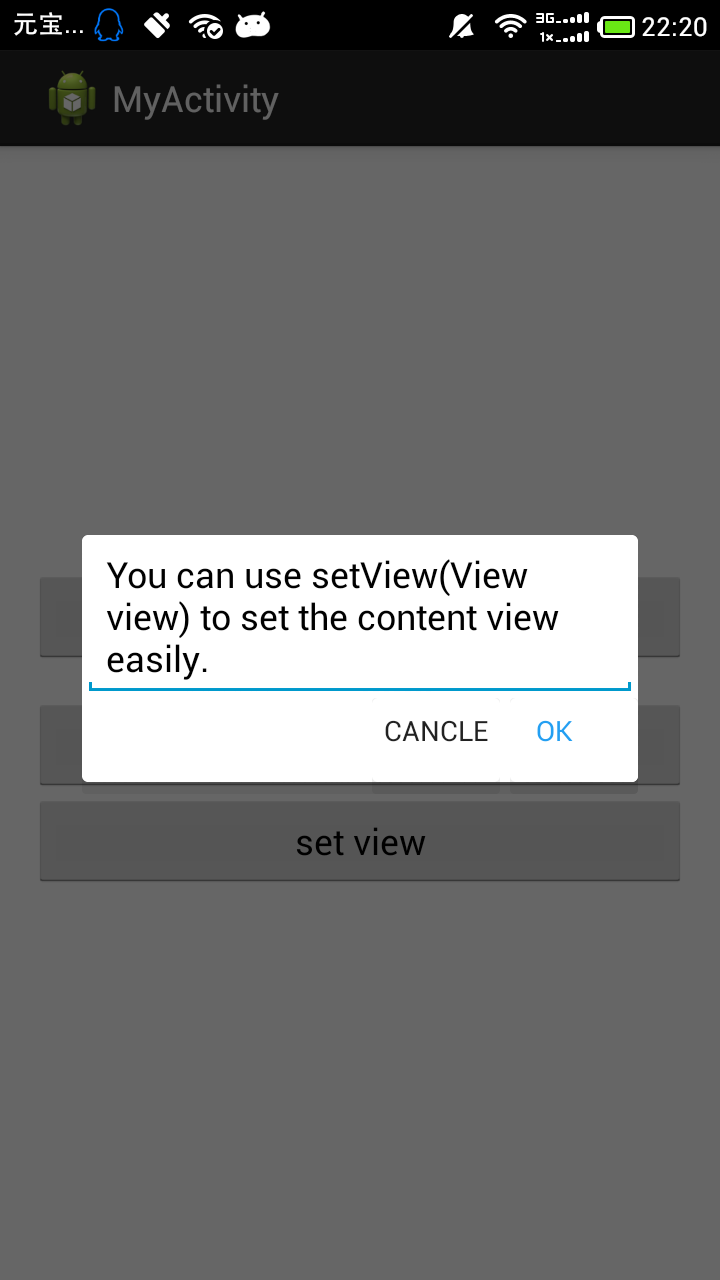 元宝... 3G 1× 22:20
MyActivity
You can use setView(View
view) to set the content view
easily.
CANCLE OK
set view